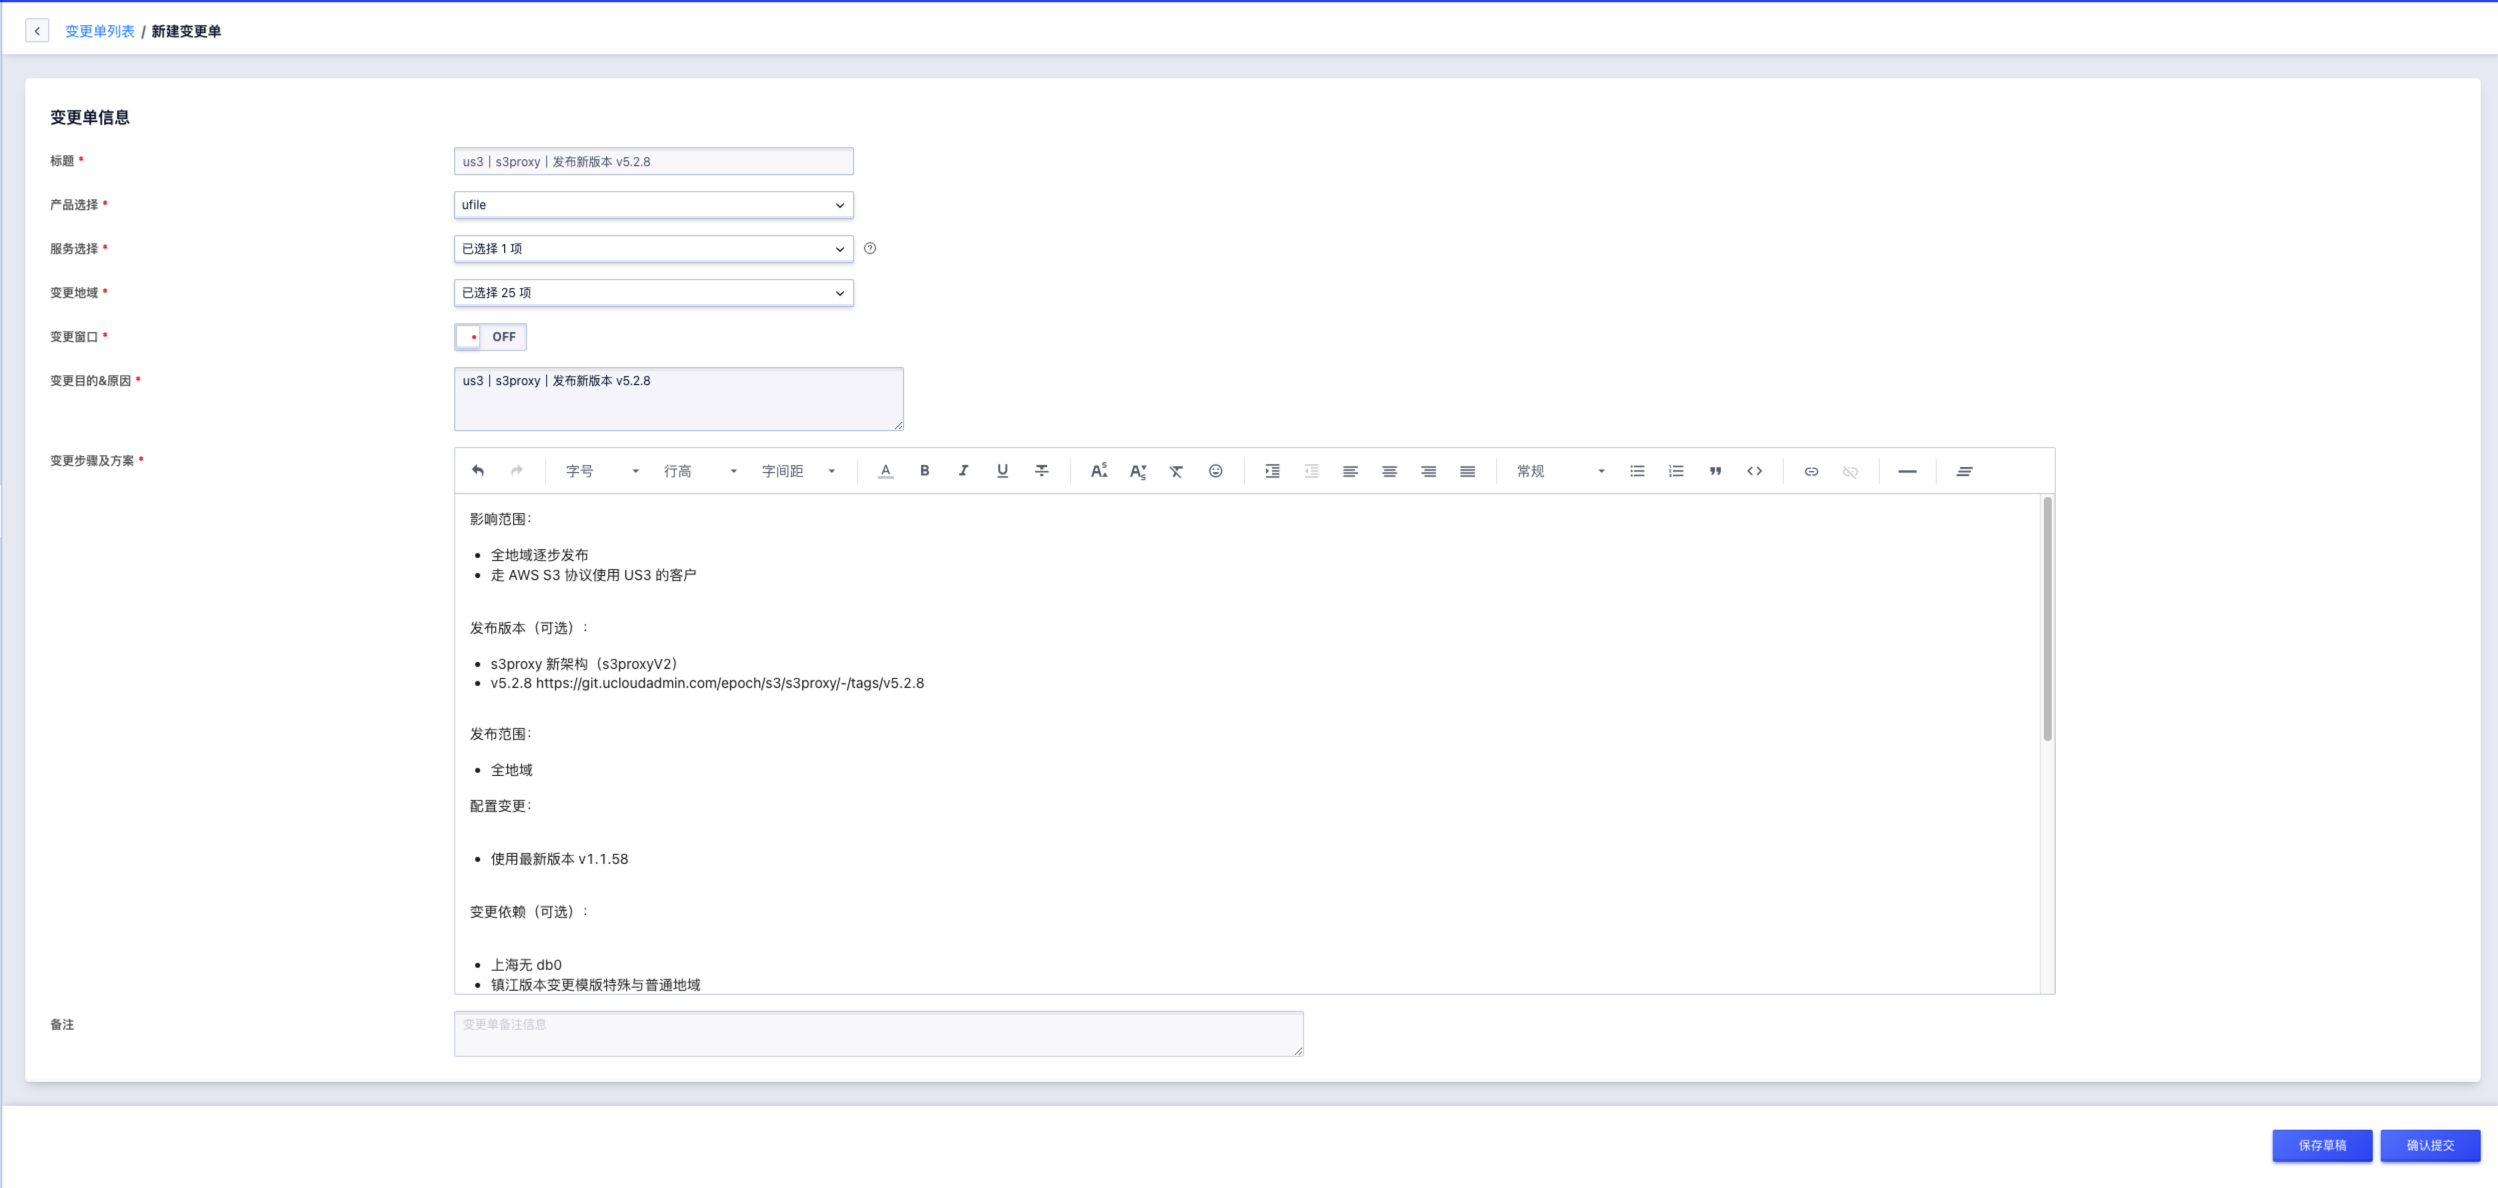 变更单列表 / 新建变更单
变更单信息
标题 *
us3 | s3proxy | 发布新版本 v5.2.8
产品选择 *
ufile
服务选择 *
已选择 1 项
变更地域 *
已选择 25 项
变更窗口 *
OFF
变更目的&原因 *
us3 | s3proxy | 发布新版本 v5.2.8
变更步骤及方案 *
字号 行高 字间距 常规
影响范围：
• 全地域逐步发布
• 走 AWS S3 协议使用 US3 的客户
发布版本（可选）：
• s3proxy 新架构（s3proxyV2）
• v5.2.8 https://git.ucloudadmin.com/epoch/s3/s3proxy/-/tags/v5.2.8
发布范围：
• 全地域
配置变更：
• 使用最新版本 v1.1.58
变更依赖（可选）：
• 上海无 db0
• 镇江版本变更模版特殊与普通地域
备注
变更单备注信息
保存草稿 确认提交